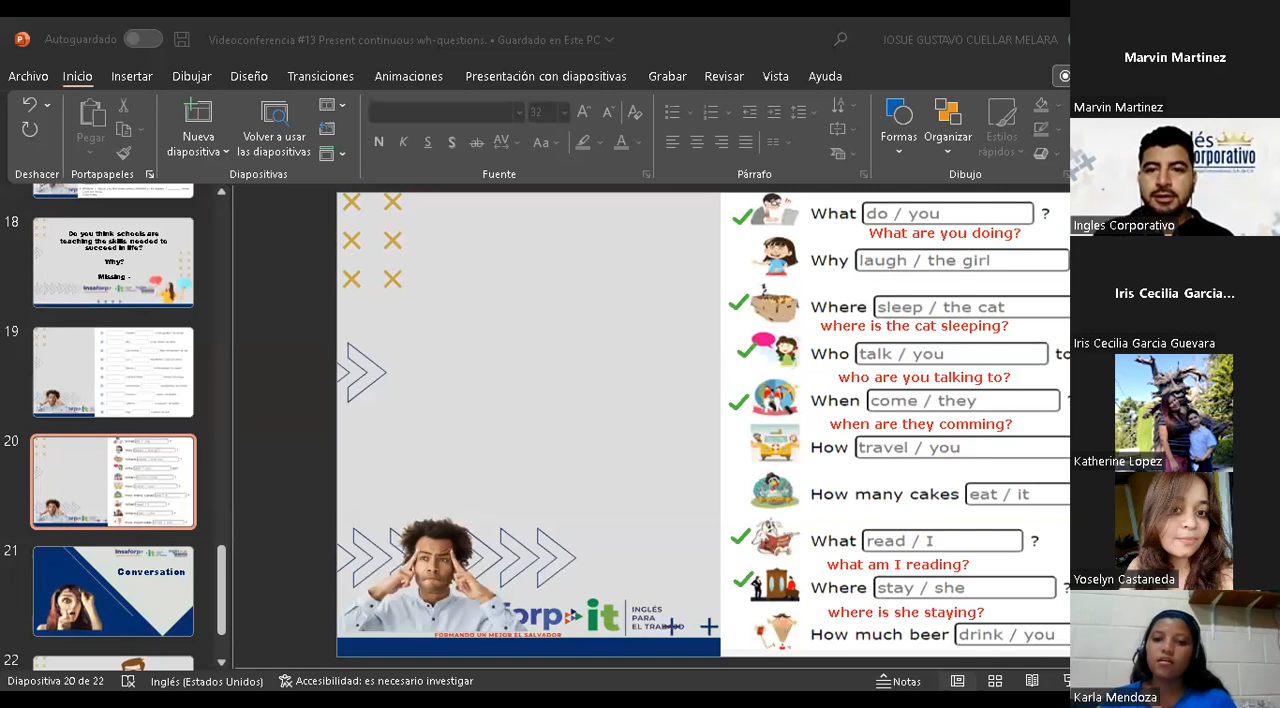 Autoguardado
Videoconferencia #13 Present continuous wh-questions. • Guardado en Este PC
JOSUE GUSTAVO CUELLAR MELARA
Archivo Inicio Insertar Dibujar Diseño Transiciones Animaciones Presentación con diapositivas Grabar Revisar Vista Ayuda
Pegar
Nueva diapositiva
Volver a usar las diapositivas
32
N K S S ab AV Aa A
Formas Organizar Estilos rápidos
Deshacer Portapapeles Diapositivas Fuente Párrafo Dibujo
18
Do you think schools are
teaching the skills needed to
succeed in life?
Why?
Missing -
19
20
21
Conversation
22
What do / you ?
What are you doing?
Why laugh / the girl
Where sleep / the cat
where is the cat sleeping?
Who talk / you to
who are you talking to?
When come / they ?
when are they comming?
How travel / you
How many cakes eat / it
What read / I ?
what am I reading?
Where stay / she ?
where is she staying?
How much beer drink / you
forp it
INGLÉS
PARA
EL TRABAJO
FORMANDO UN MEJOR EL SALVADOR
Diapositiva 20 de 22 Inglés (Estados Unidos) Accesibilidad: es necesario investigar Notas
Marvin Martinez
Marvin Martinez
Ingles Corporativo
Iris Cecilia Garcia...
Iris Cecilia Garcia Guevara
Katherine Lopez
Yoselyn Castaneda
Karla Mendoza